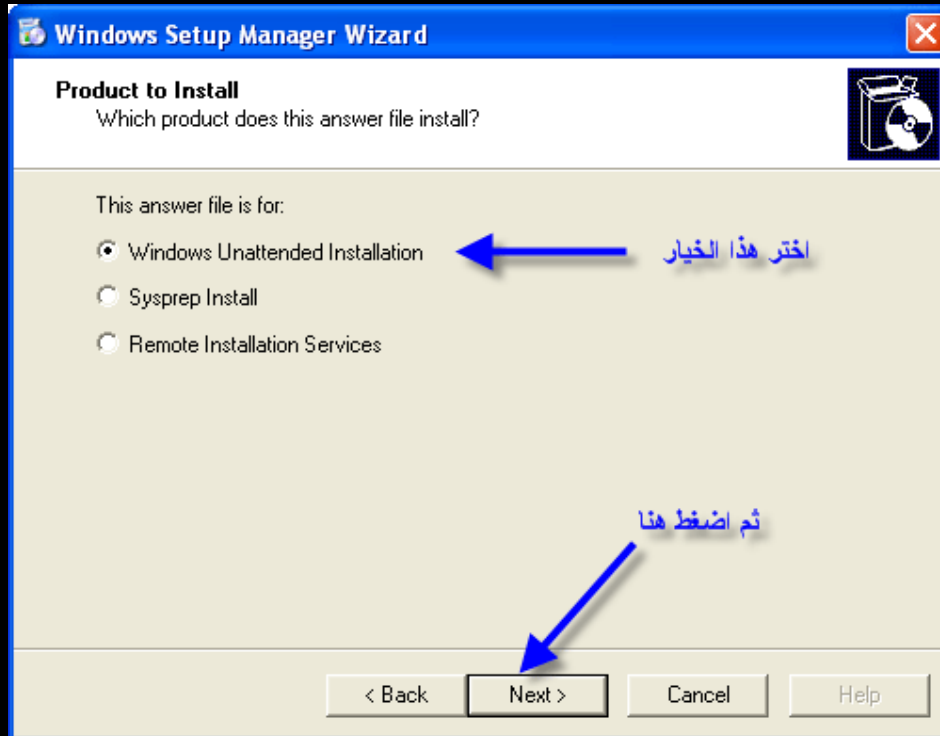 Windows Setup Manager Wizard
Product to Install
Which product does this answer file install?
This answer file is for:
Windows Unattended Installation
اختر هذا الخيار
Sysprep Install
Remote Installation Services
ثم اضغط هنا
< Back
Next >
Cancel
Help